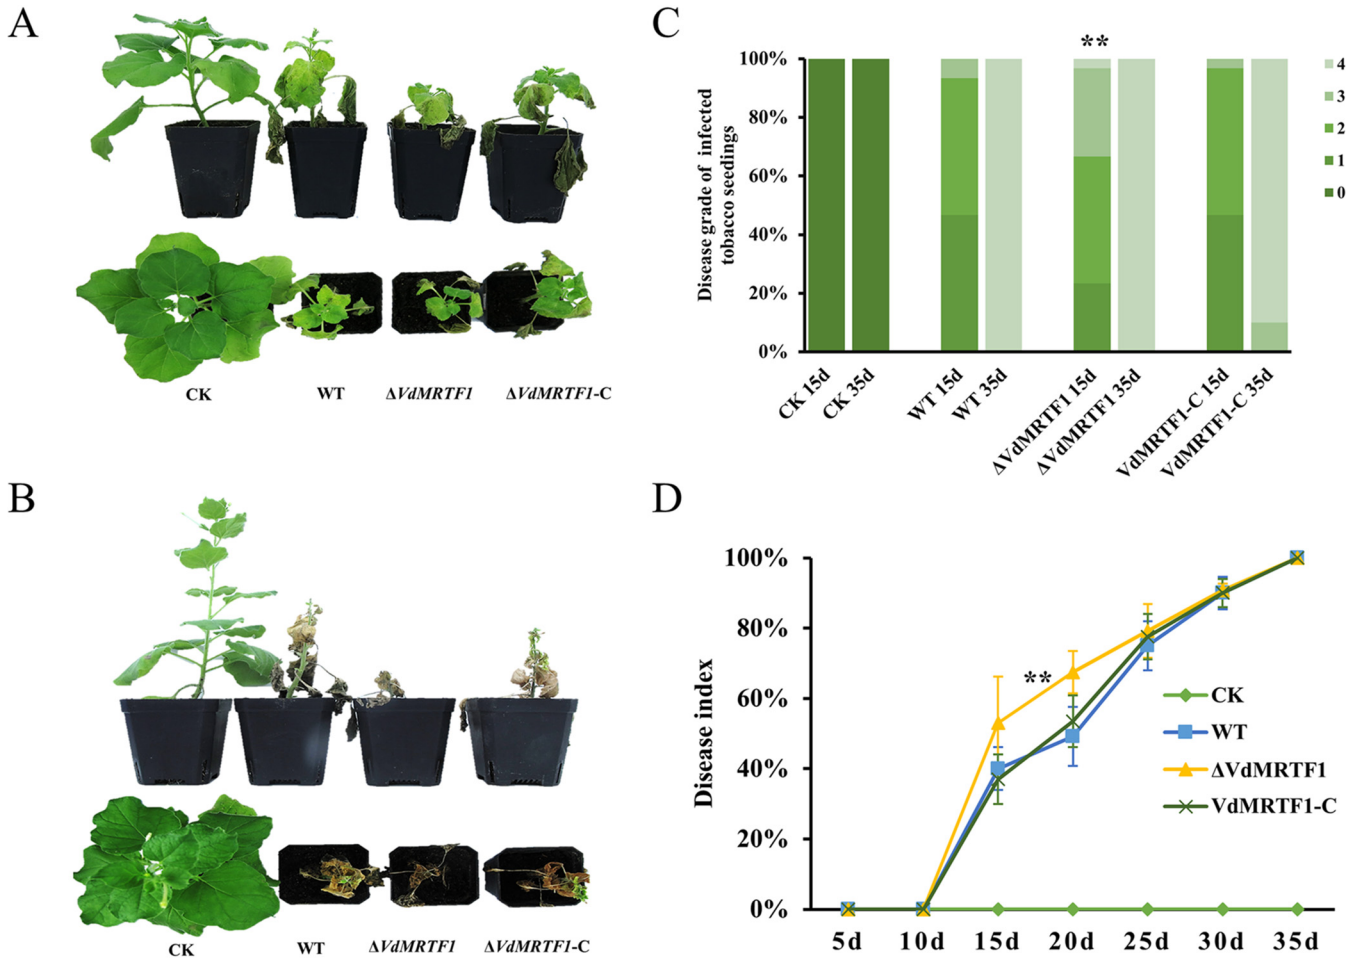 A
CK
WT
ΔVdMRTF1
ΔVdMRTF1-C
B
CK
WT
ΔVdMRTF1
ΔVdMRTF1-C
C
Disease grade of infected
tobacco seedings
100%
80%
60%
40%
20%
0%
**
CK 15d
CK 35d
WT 15d
WT 35d
ΔVdMRTF1 15d
ΔVdMRTF1 35d
VdMRTF1-C 15d
VdMRTF1-C 35d
4
3
2
1
0
D
Disease index
100%
80%
60%
40%
20%
0%
**
5d
10d
15d
20d
25d
30d
35d
CK
WT
ΔVdMRTF1
VdMRTF1-C